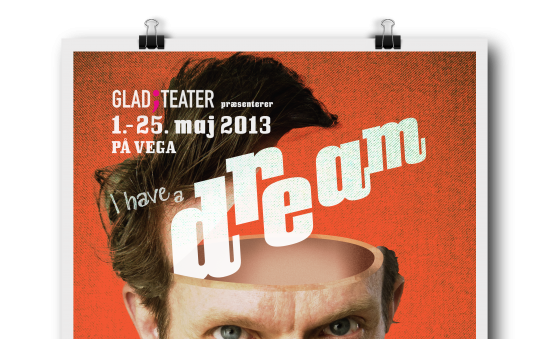 GLAD TEATER præsenterer
1.-25. maj 2013
PÅ VEGA
I have a
dream